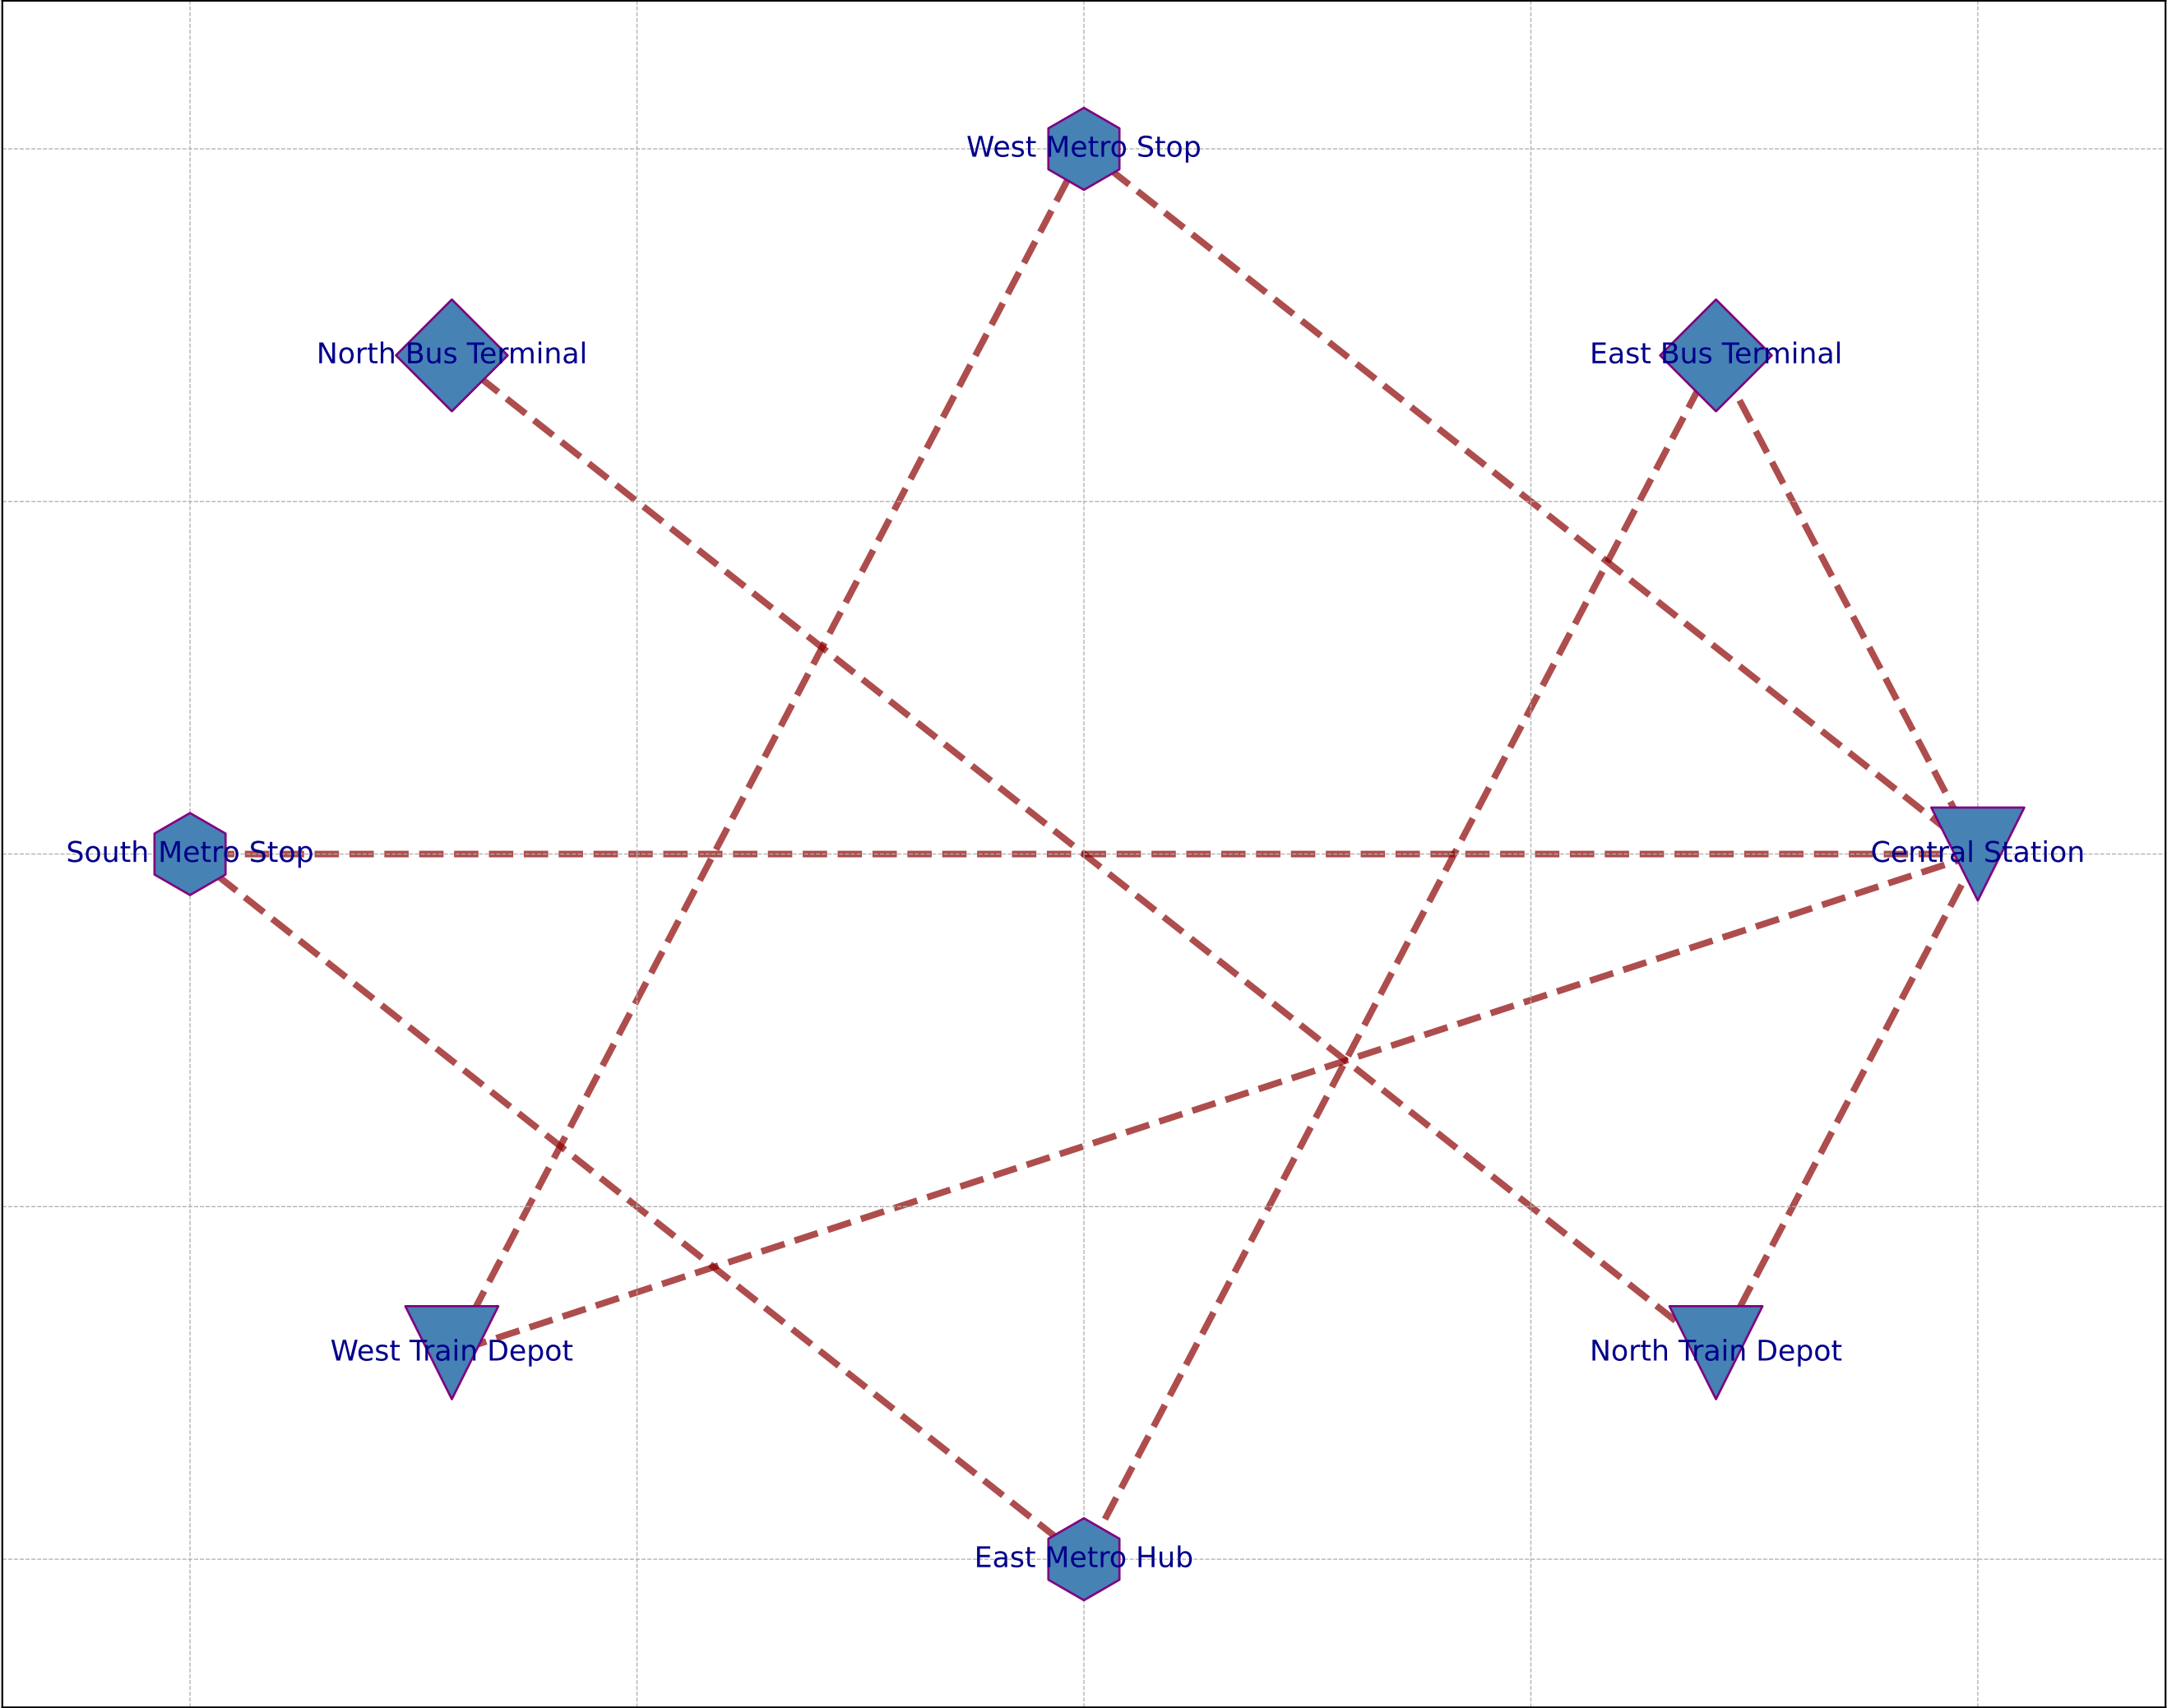 West Metro Stop
North Bus Terminal
East Bus Terminal
South Metro Stop
Central Station
West Train Depot
North Train Depot
East Metro Hub